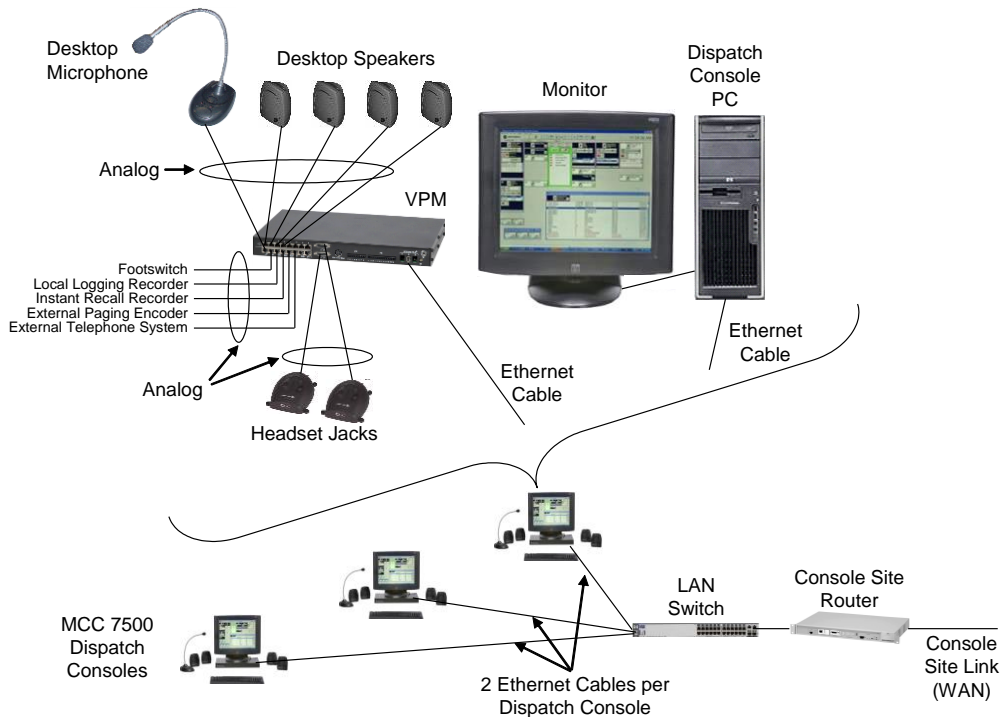 Desktop
Microphone
Desktop Speakers
Monitor
Dispatch
Console
PC
Analog
VPM
Footswitch
Local Logging Recorder
Instant Recall Recorder
External Paging Encoder
External Telephone System
Analog
Headset Jacks
Ethernet
Cable
Ethernet
Cable
MCC 7500
Dispatch
Consoles
LAN
Switch
Console Site
Router
Console
Site Link
(WAN)
2 Ethernet Cables per
Dispatch Console